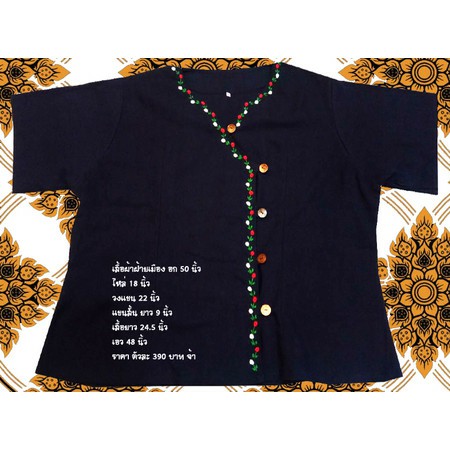 เสื้อผ้าฝ้ายเมือง อก 50 นิ้ว
ไหล่ 18 นิ้ว
วงแขน 22 นิ้ว
แขนสั้น ยาว 9 นิ้ว
เสื้อยาว 24.5 นิ้ว
เอว 48 นิ้ว
ราคา ตัวละ 390 บาท จ้า